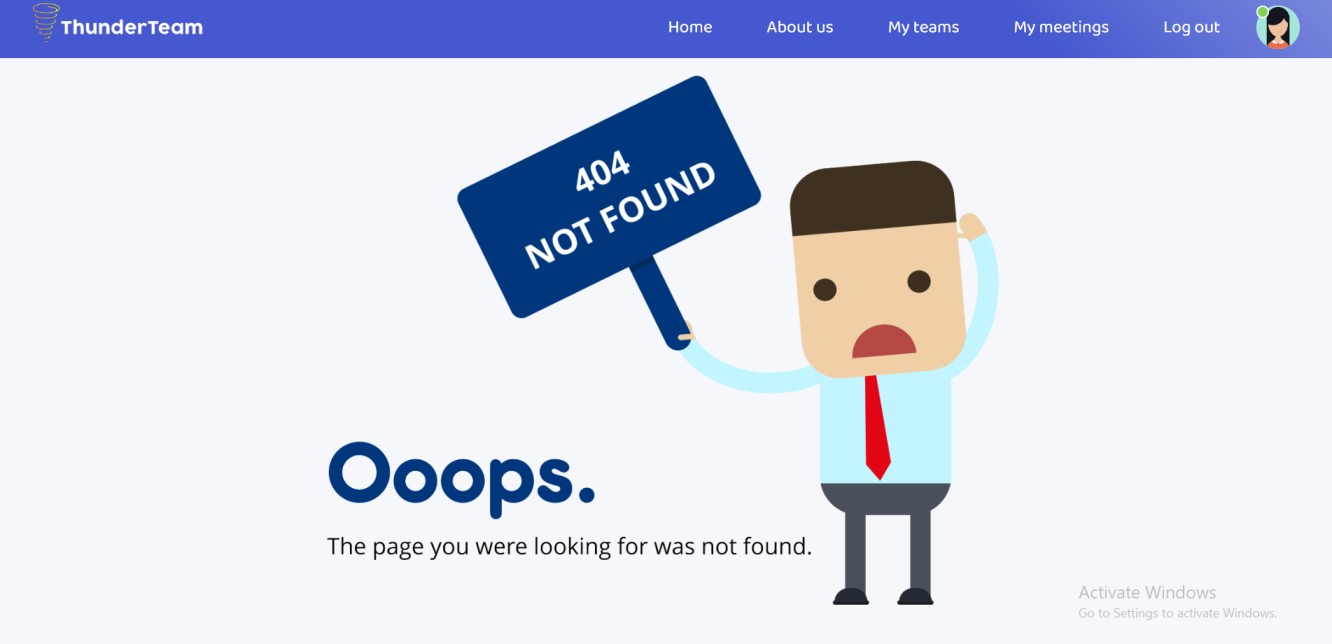 ThunderTeam
Home About us My teams My meetings Log out
404
NOT FOUND
Ooops.
The page you were looking for was not found.
Activate Windows
Go to Settings to activate Windows.